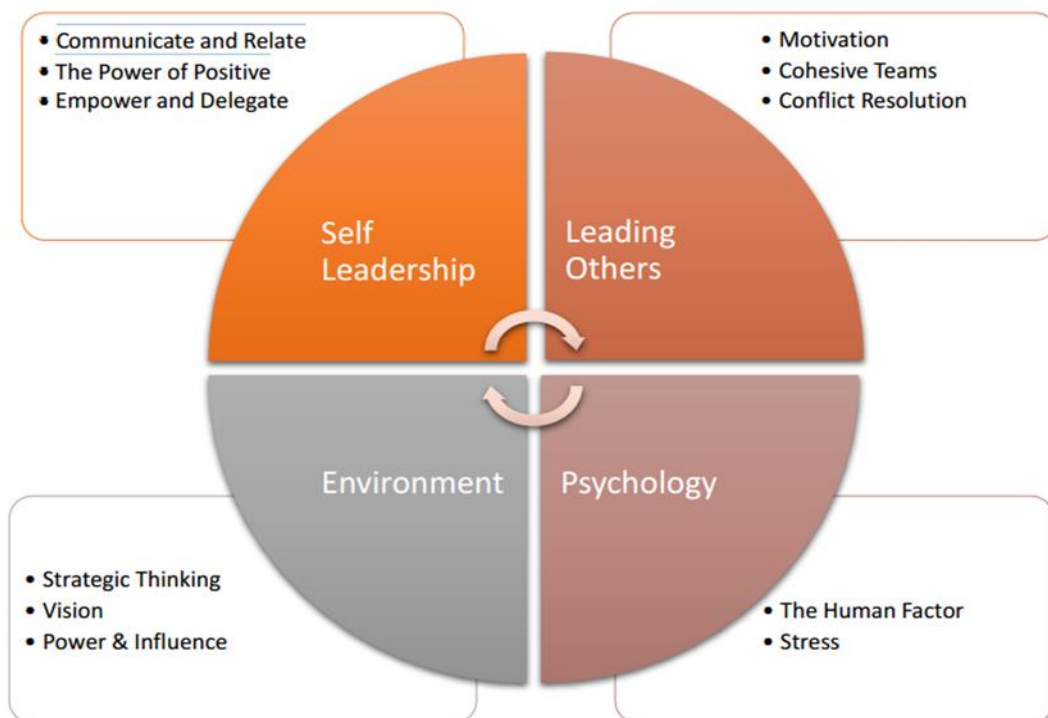 • Communicate and Relate
• The Power of Positive
• Empower and Delegate
• Motivation
• Cohesive Teams
• Conflict Resolution
Self
Leadership
Leading
Others
Environment
Psychology
• Strategic Thinking
• Vision
• Power & Influence
• The Human Factor
• Stress